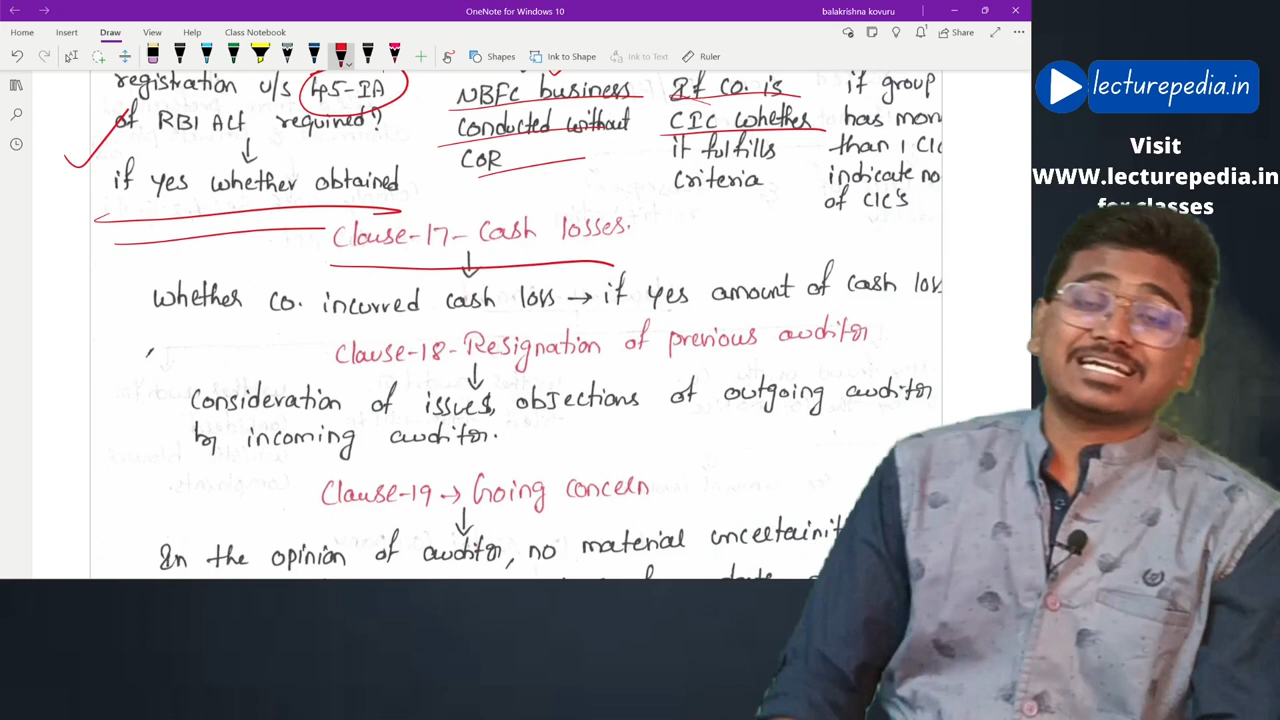 OneNote for Windows 10
balakrishna kovuru
Home Insert Draw View Help Class Notebook
Share
Shapes Ink to Shape Ink to Text Ruler
registration u/s 45-IA
of RBI Act required?
if yes whether obtained
NBFC business
conducted without
COR
If co. is
CIC whether
it fulfills
criteria
if group
has mor
than 1 CIC
indicate no
of CIC's
Clause-17- Cash losses.
Whether co. incurred cash loss → if yes amount of cash los
Clause-18-Resignation of previous auditor
Consideration of issues, objections of outgoing auditor
by incoming auditor.
Clause-19 → Going concern
In the opinion of auditor, no material uncertainit
lecturepedia.in
Visit
WWW.lecturepedia.in
for classes